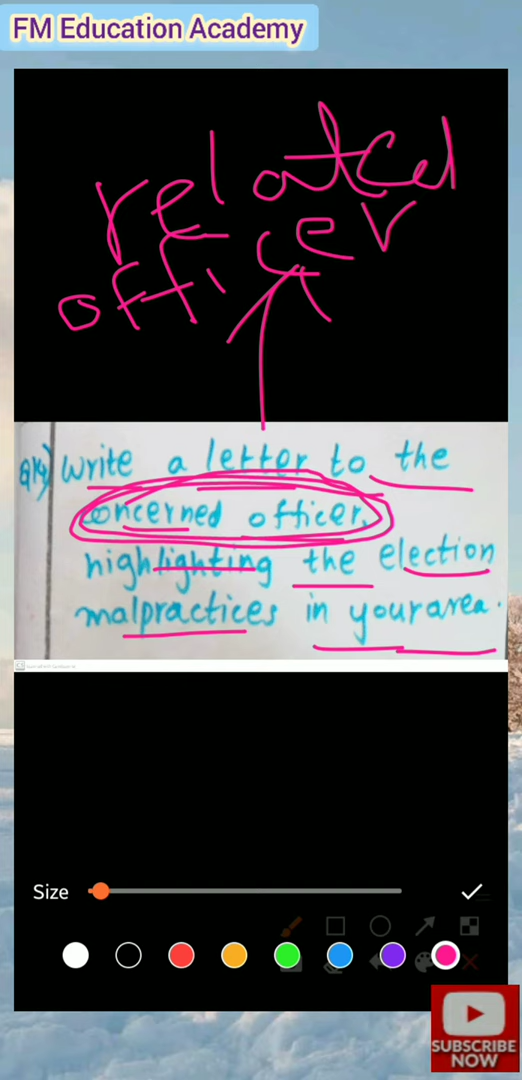 FM Education Academy
related
officer
Q19) Write a letter to the
concerned officer,
highlighting the election
malpractices in your area.
Size
SUBSCRIBE
NOW